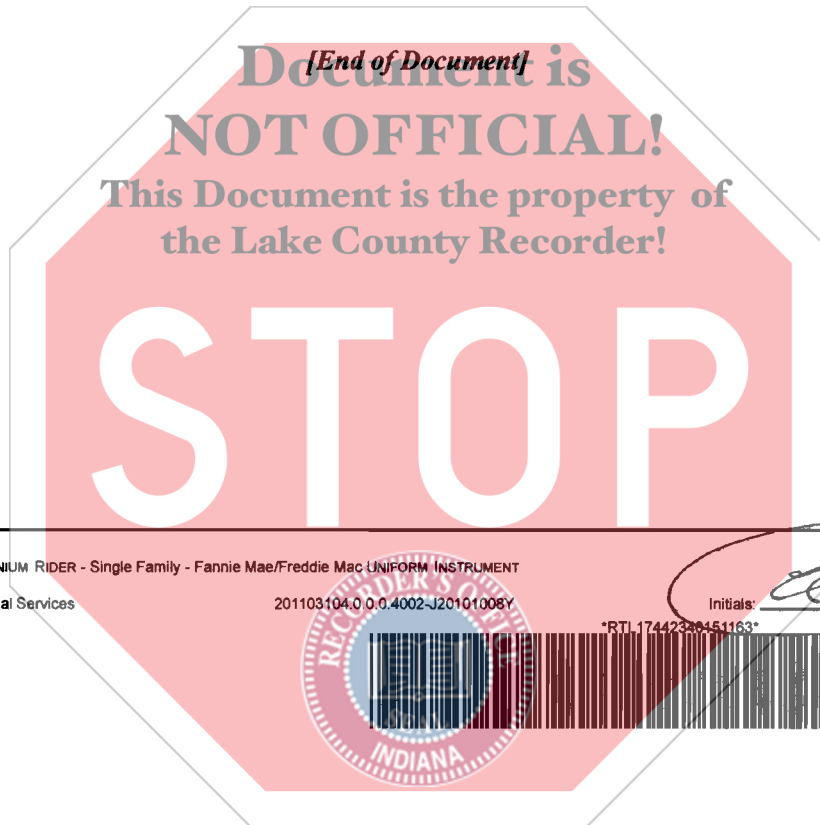 [End of Document]
Document is
NOT OFFICIAL!
This Document is the property of
the Lake County Recorder!
STOP
NIUM RIDER - Single Family - Fannie Mae/Freddie Mac UNIFORM INSTRUMENT
al Services
201103104.0.0.0.4002-J20101008Y
Initials:
RECORDER'S OFFICE
SEAL
INDIANA